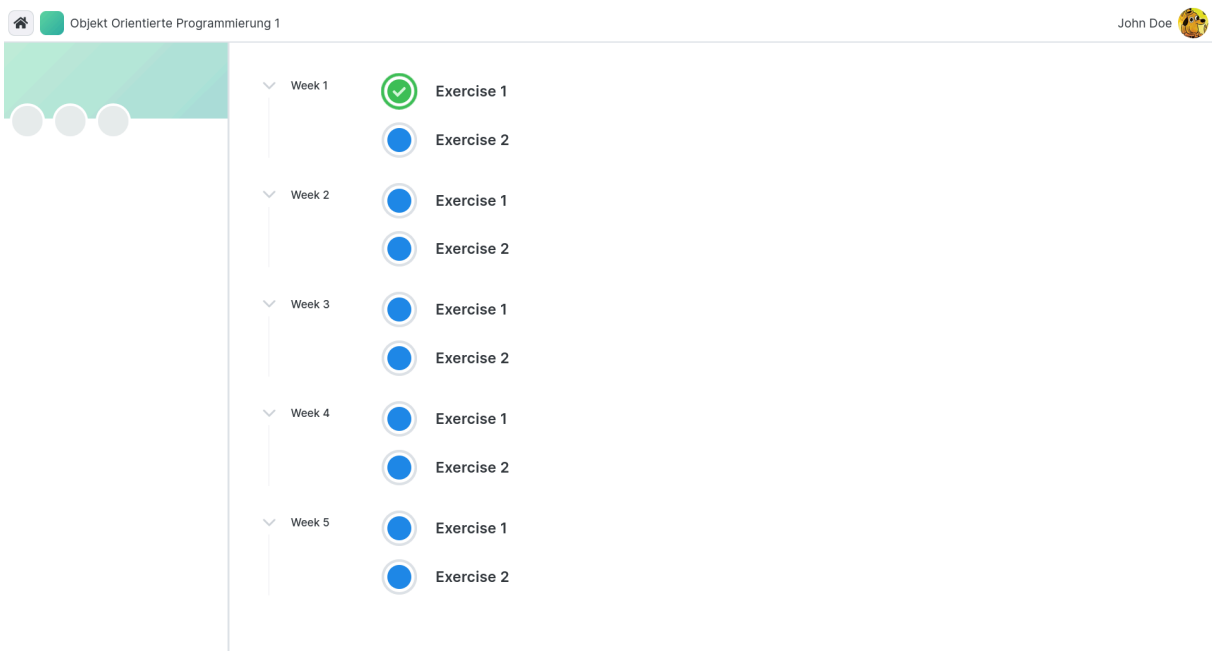 Objekt Orientierte Programmierung 1
John Doe
Week 1
Exercise 1
Exercise 2
Week 2
Exercise 1
Exercise 2
Week 3
Exercise 1
Exercise 2
Week 4
Exercise 1
Exercise 2
Week 5
Exercise 1
Exercise 2